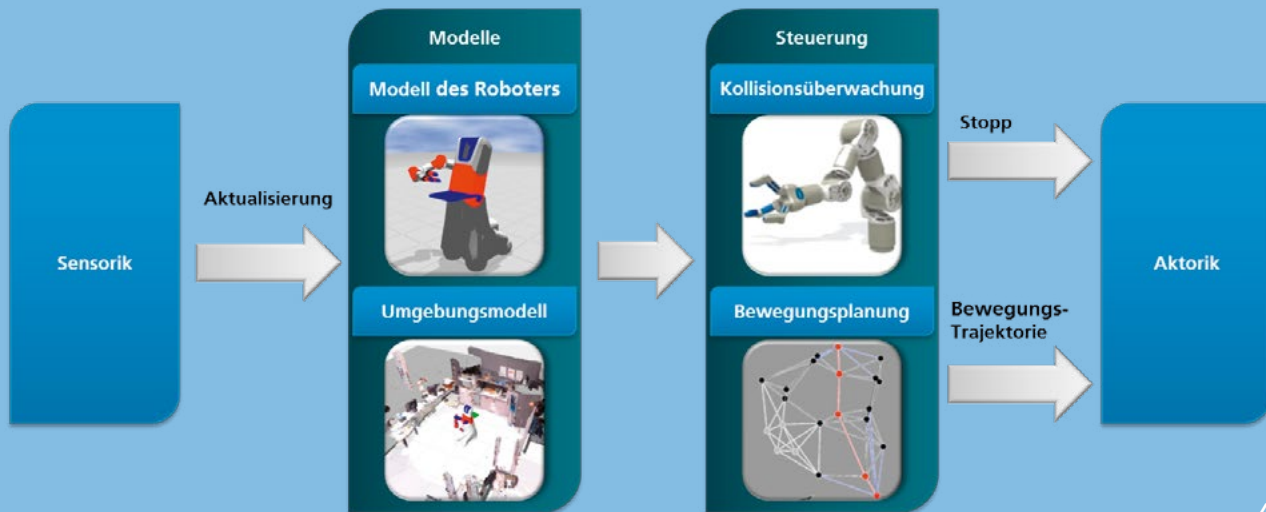 Sensorik
Aktualisierung
Modelle
Modell des Roboters
Umgebungsmodell
Steuerung
Kollisionsüberwachung
Bewegungsplanung
Stopp
Bewegungs-
Trajektorie
Aktorik